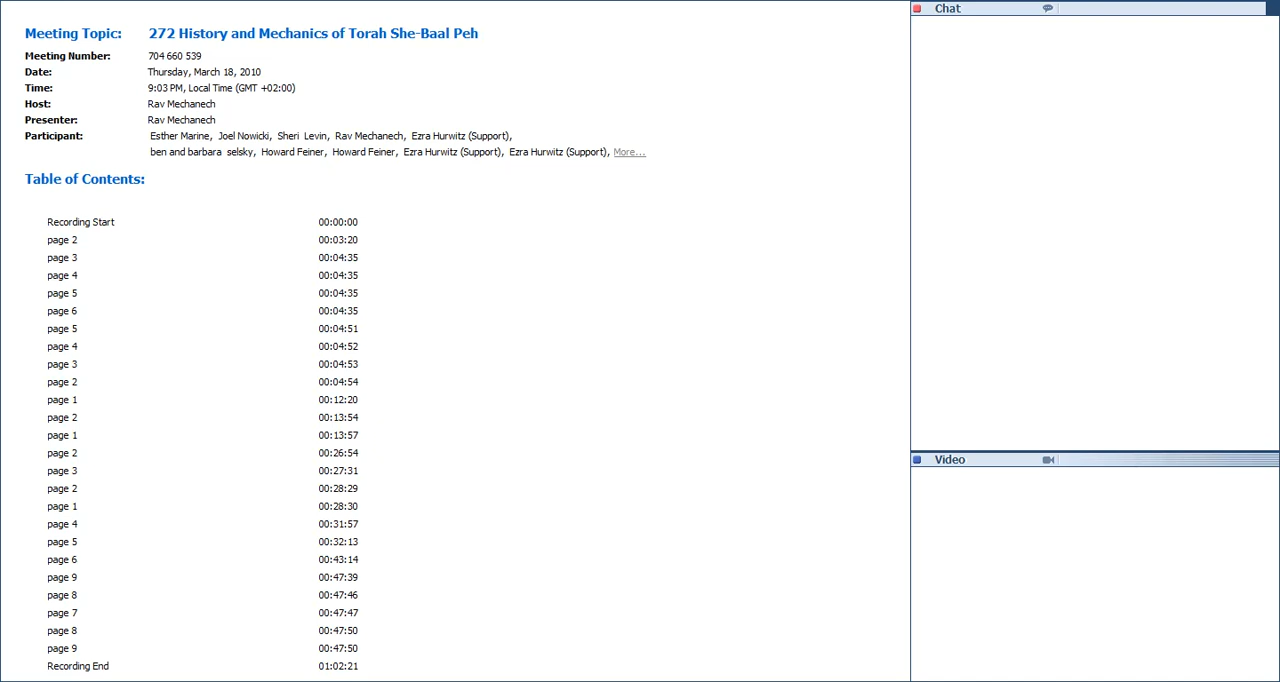 Meeting Topic: 272 History and Mechanics of Torah She-Baal Peh
Meeting Number: 704 660 539
Date: Thursday, March 18, 2010
Time: 9:03 PM, Local Time (GMT +02:00)
Host: Rav Mechanech
Presenter: Rav Mechanech
Participant: Esther Marine, Joel Nowicki, Sheri Levin, Rav Mechanech, Ezra Hurwitz (Support),
ben and barbara selsky, Howard Feiner, Howard Feiner, Ezra Hurwitz (Support), Ezra Hurwitz (Support), More...
Table of Contents:
Recording Start 00:00:00
page 2 00:03:20
page 3 00:04:35
page 4 00:04:35
page 5 00:04:35
page 6 00:04:35
page 5 00:04:51
page 4 00:04:52
page 3 00:04:53
page 2 00:04:54
page 1 00:12:20
page 2 00:13:54
page 1 00:13:57
page 2 00:26:54
page 3 00:27:31
page 2 00:28:29
page 1 00:28:30
page 4 00:31:57
page 5 00:32:13
page 6 00:43:14
page 9 00:47:39
page 8 00:47:46
page 7 00:47:47
page 8 00:47:50
page 9 00:47:50
Recording End 01:02:21
Chat
Video